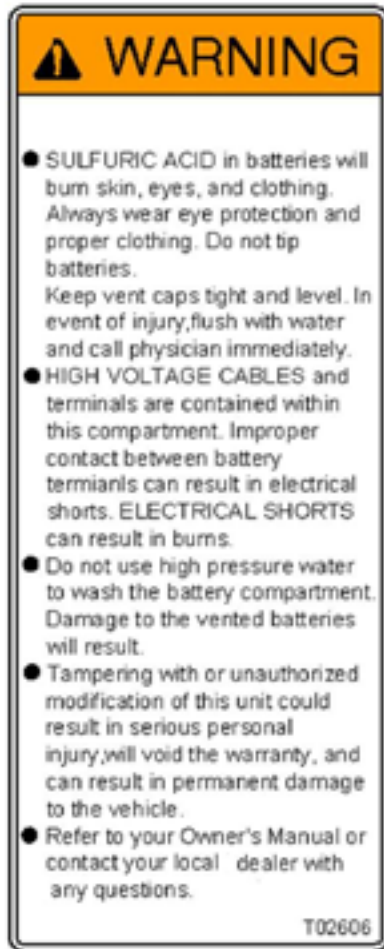 WARNING
● SULFURIC ACID in batteries will
burn skin, eyes, and clothing.
Always wear eye protection and
proper clothing. Do not tip
batteries.
Keep vent caps tight and level. In
event of injury,flush with water
and call physician immediately.
● HIGH VOLTAGE CABLES and
terminals are contained within
this compartment. Improper
contact between battery
termianls can result in electrical
shorts. ELECTRICAL SHORTS
can result in burns.
● Do not use high pressure water
to wash the battery compartment.
Damage to the vented batteries
will result.
● Tampering with or unauthorized
modification of this unit could
result in serious personal
injury,will void the warranty, and
can result in permanent damage
to the vehicle.
● Refer to your Owner's Manual or
contact your local dealer with
any questions.
T02606